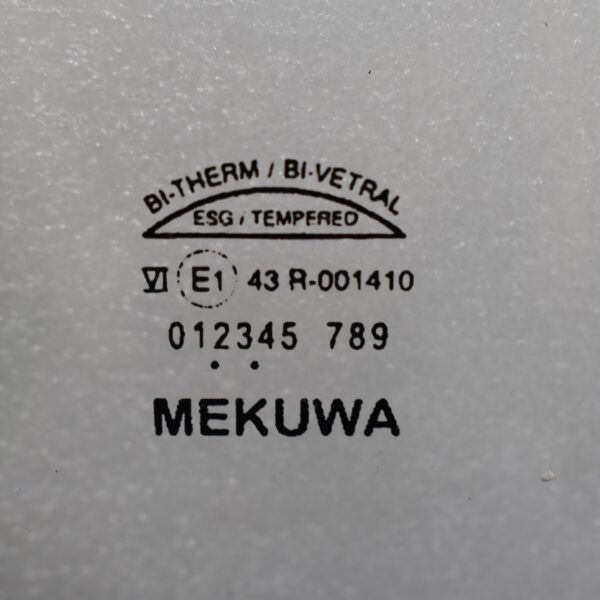 BI-THERM / BI-VETRAL
ESG / TEMPERED
VI E1 43 R-001410
012345 789
• •
MEKUWA